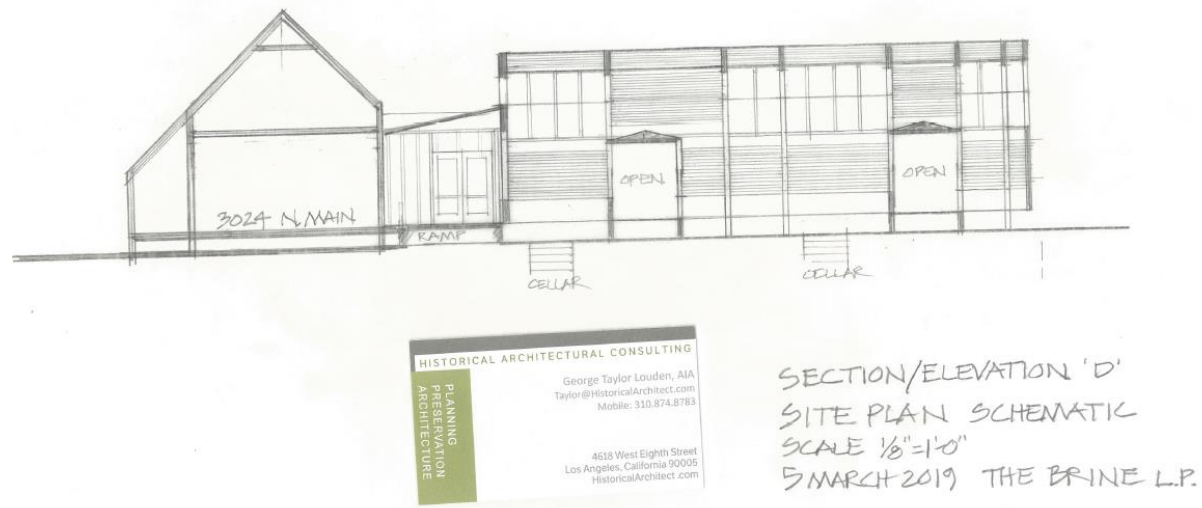 3024 N. MAIN
RAMP
OPEN
OPEN
CELLAR
CELLAR
HISTORICAL ARCHITECTURAL CONSULTING
PLANNING
PRESERVATION
ARCHITECTURE
George Taylor Louden, AIA
Taylor@HistoricalArchitect.com
Mobile: 310.874.8783
4618 West Eighth Street
Los Angeles, California 90005
HistoricalArchitect.com
SECTION/ELEVATION 'D'
SITE PLAN SCHEMATIC
SCALE 1/8"=1'0"
5 MARCH 2019 THE BRINE L.P.